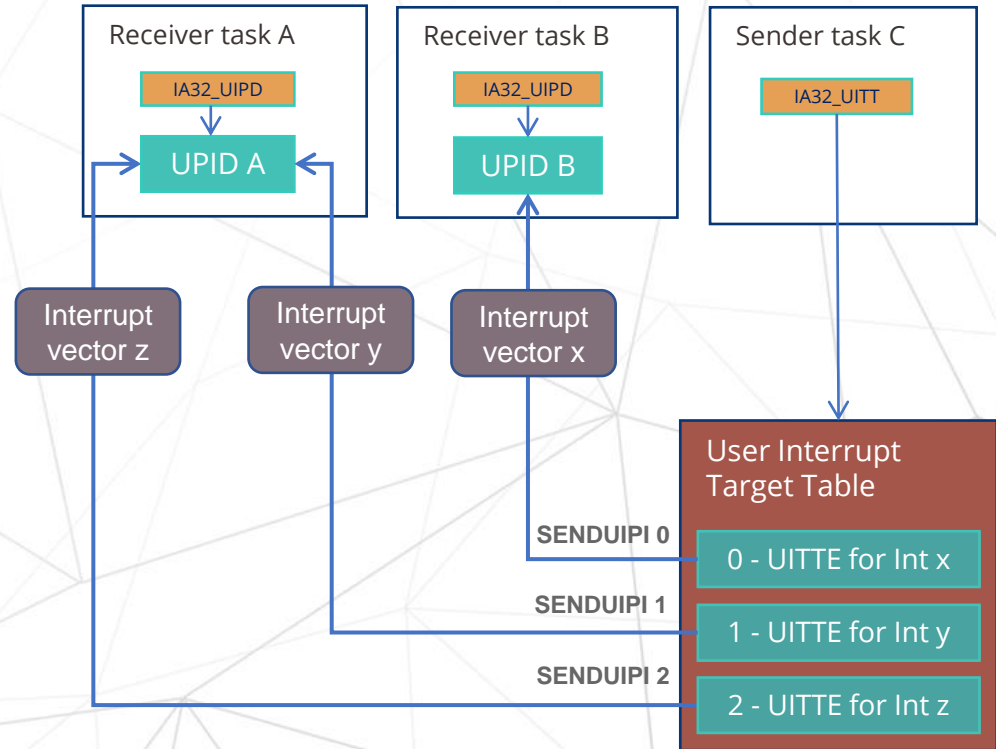 Receiver task A
IA32_UIPD
UPID A
Receiver task B
IA32_UIPD
UPID B
Sender task C
IA32_UITT
Interrupt
vector z
Interrupt
vector y
Interrupt
vector x
User Interrupt
Target Table
SENDUIPI 0
0 - UITTE for Int x
SENDUIPI 1
1 - UITTE for Int y
SENDUIPI 2
2 - UITTE for Int z